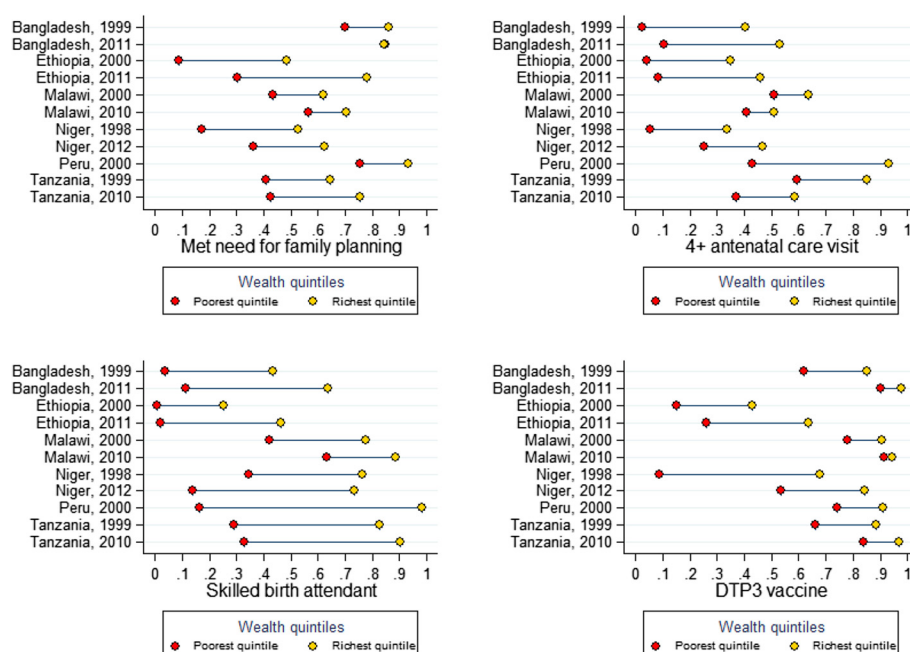 Bangladesh, 1999
Bangladesh, 2011
Ethiopia, 2000
Ethiopia, 2011
Malawi, 2000
Malawi, 2010
Niger, 1998
Niger, 2012
Peru, 2000
Tanzania, 1999
Tanzania, 2010
0 .1 .2 .3 .4 .5 .6 .7 .8 .9 1
Met need for family planning
Wealth quintiles
Poorest quintile Richest quintile
Bangladesh, 1999
Bangladesh, 2011
Ethiopia, 2000
Ethiopia, 2011
Malawi, 2000
Malawi, 2010
Niger, 1998
Niger, 2012
Peru, 2000
Tanzania, 1999
Tanzania, 2010
0 .1 .2 .3 .4 .5 .6 .7 .8 .9 1
4+ antenatal care visit
Wealth quintiles
Poorest quintile Richest quintile
Bangladesh, 1999
Bangladesh, 2011
Ethiopia, 2000
Ethiopia, 2011
Malawi, 2000
Malawi, 2010
Niger, 1998
Niger, 2012
Peru, 2000
Tanzania, 1999
Tanzania, 2010
0 .1 .2 .3 .4 .5 .6 .7 .8 .9 1
Skilled birth attendant
Wealth quintiles
Poorest quintile Richest quintile
Bangladesh, 1999
Bangladesh, 2011
Ethiopia, 2000
Ethiopia, 2011
Malawi, 2000
Malawi, 2010
Niger, 1998
Niger, 2012
Peru, 2000
Tanzania, 1999
Tanzania, 2010
0 .1 .2 .3 .4 .5 .6 .7 .8 .9 1
DTP3 vaccine
Wealth quintiles
Poorest quintile Richest quintile